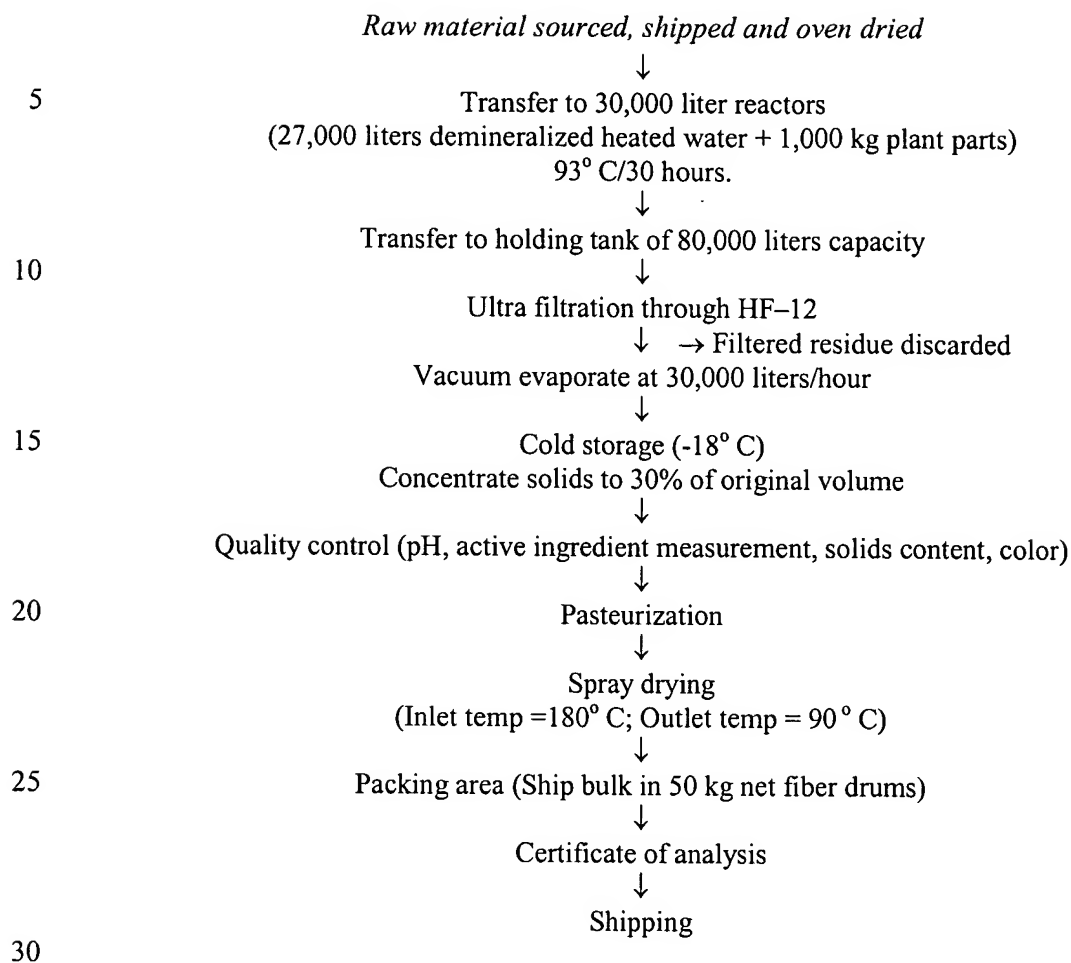 Raw material sourced, shipped and oven dried
↓
5
Transfer to 30,000 liter reactors
(27,000 liters demineralized heated water + 1,000 kg plant parts)
93° C/30 hours.
↓
Transfer to holding tank of 80,000 liters capacity
10
↓
Ultra filtration through HF–12
↓ → Filtered residue discarded
Vacuum evaporate at 30,000 liters/hour
↓
15
Cold storage (-18° C)
Concentrate solids to 30% of original volume
↓
Quality control (pH, active ingredient measurement, solids content, color)
↓
20
Pasteurization
↓
Spray drying
(Inlet temp =180° C; Outlet temp = 90 ° C)
↓
25
Packing area (Ship bulk in 50 kg net fiber drums)
↓
Certificate of analysis
↓
Shipping
30